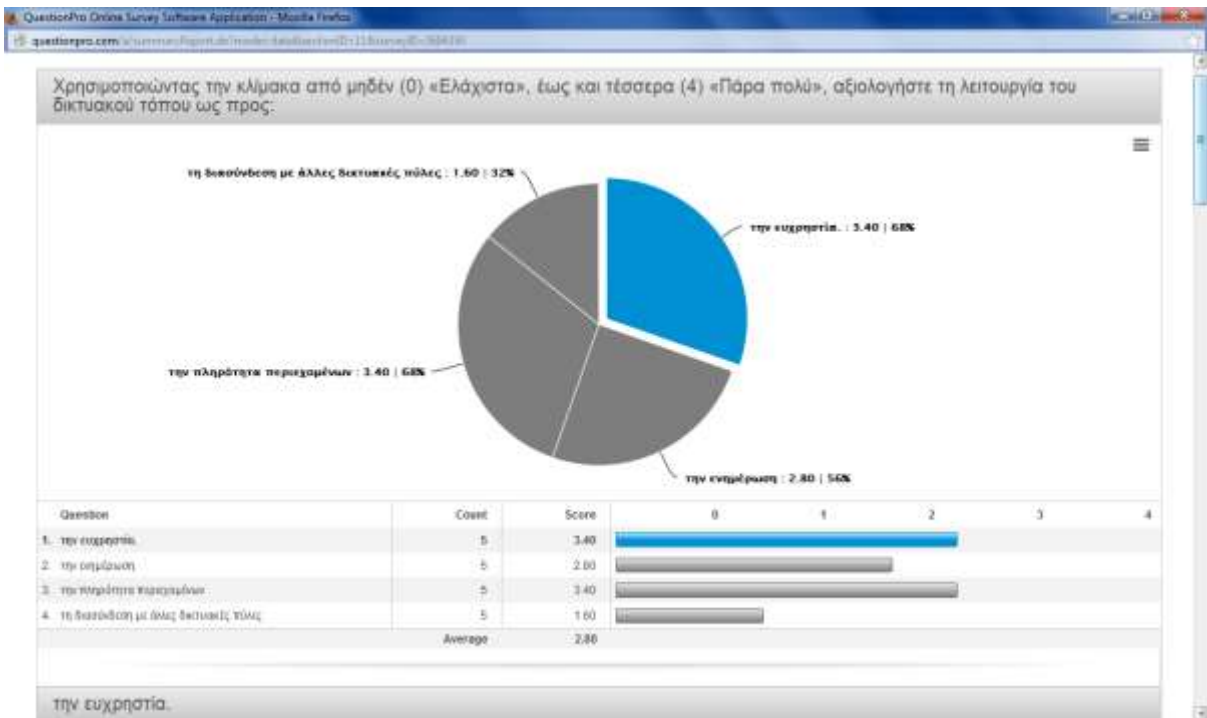 QuestionPro Online Survey Software Application - Mozilla Firefox
questionpro.com
Χρησιμοποιώντας την κλίμακα από μηδέν (0) «Ελάχιστα», έως και τέσσερα (4) «Πάρα πολύ», αξιολογήστε τη λειτουργία του
δικτυακού τόπου ως προς:
τη διασύνδεση με άλλες δικτυακές πύλες : 1.60 | 32%
την ευχρηστία. : 3.40 | 68%
την πληρότητα περιεχομένων : 3.40 | 68%
την ενημέρωση : 2.80 | 56%
Question Count Score 0 1 2 3 4
1. την ευχρηστία. 5 3.40
2. την ενημέρωση 5 2.80
3. την πληρότητα περιεχομένων 5 3.40
4. τη διασύνδεση με άλλες δικτυακές πύλες 5 1.60
Average 2.80
την ευχρηστία.